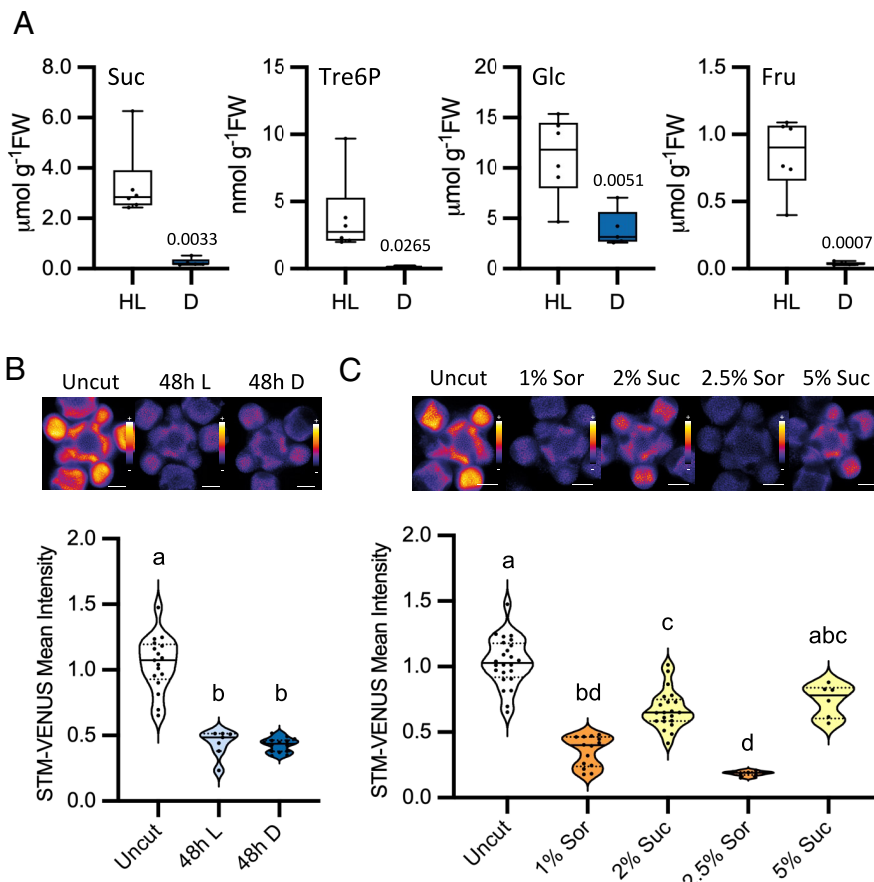 A
Suc
8.0
6.0
4.0
2.0
0.0
μmol g⁻¹FW
0.0033
HL D
Tre6P
15
10
5
0
nmol g⁻¹FW
0.0265
HL D
Glc
20
15
10
5
0
μmol g⁻¹FW
0.0051
HL D
Fru
1.5
1.0
0.5
0.0
μmol g⁻¹FW
0.0007
HL D
B
Uncut 48h L 48h D
+ + +
- - -
STM-VENUS Mean Intensity
2.0
1.5
1.0
0.5
0.0
a b b
Uncut 48h L 48h D
C
Uncut 1% Sor 2% Suc 2.5% Sor 5% Suc
+ + + + +
- - - - -
STM-VENUS Mean Intensity
2.0
1.5
1.0
0.5
0.0
a bd c d abc
Uncut 1% Sor 2% Suc 2.5% Sor 5% Suc